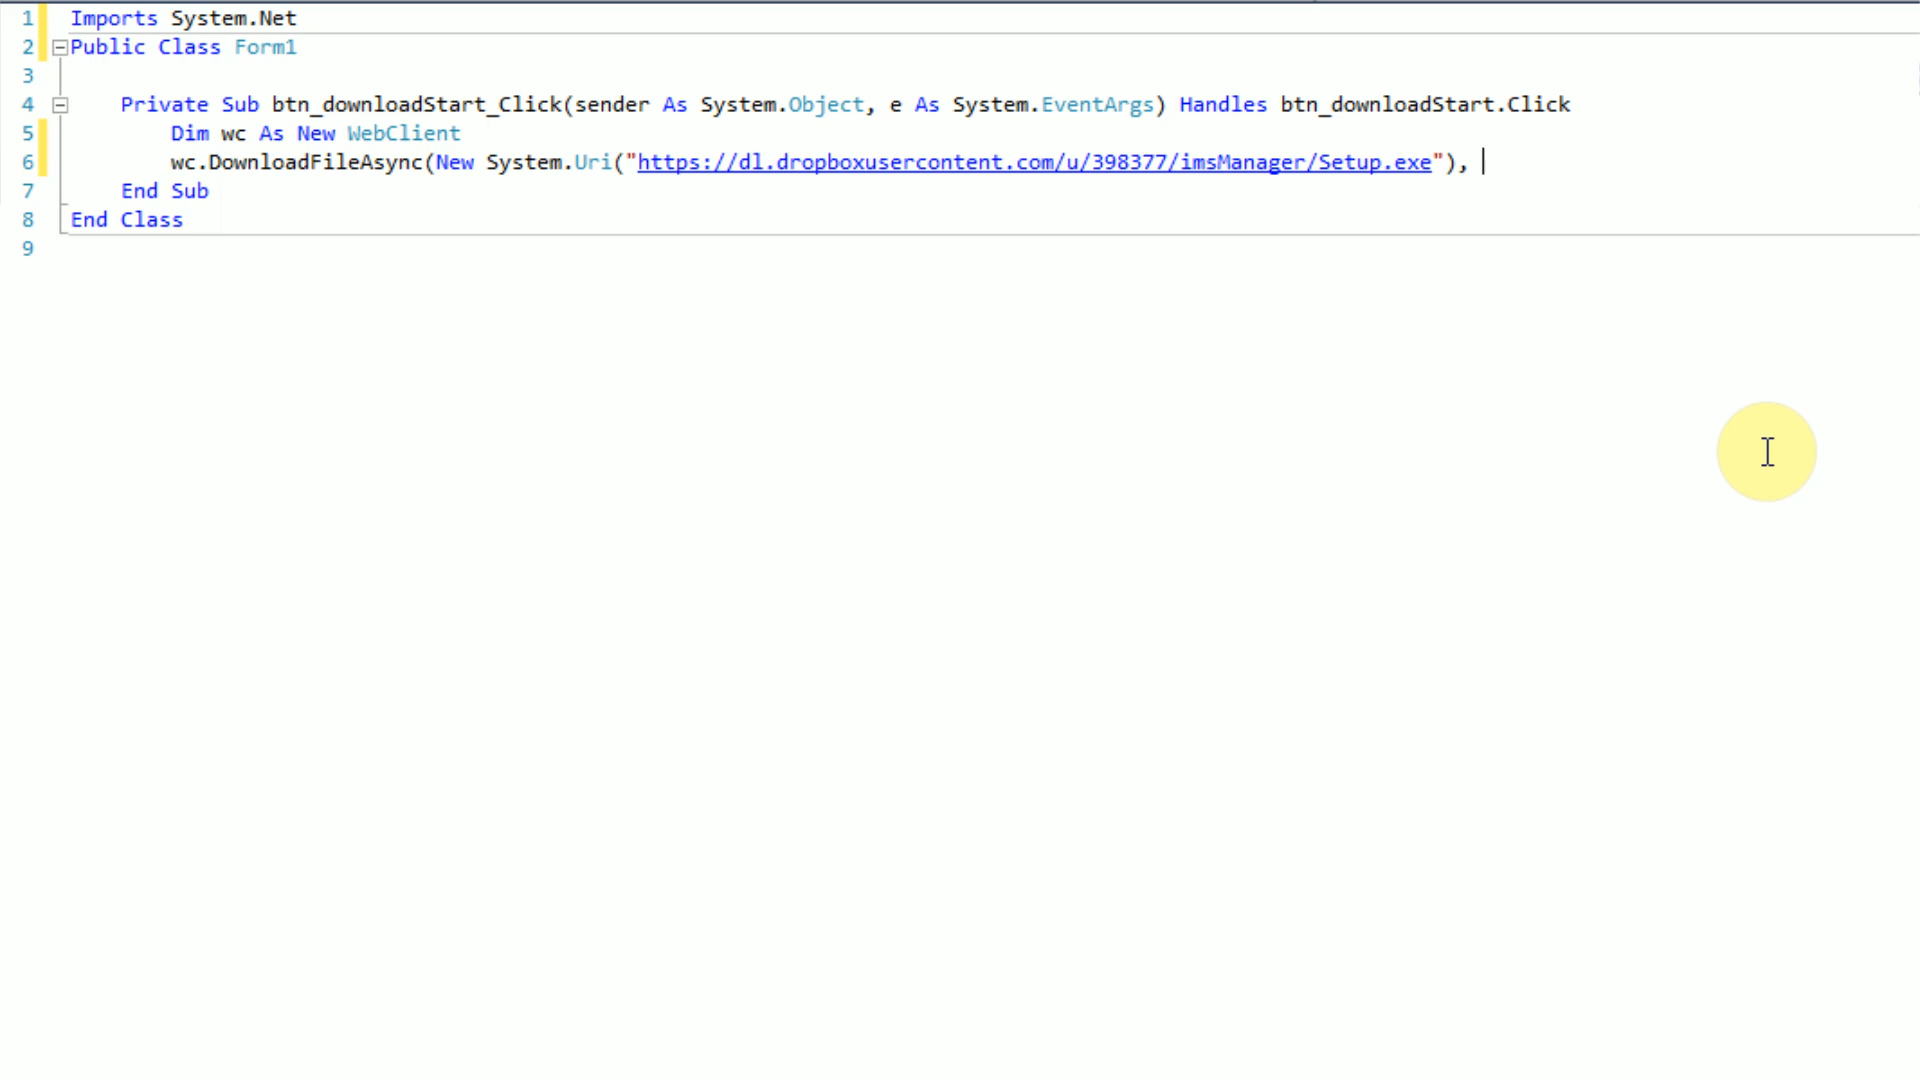 1 Imports System.Net
2 Public Class Form1
3
4 Private Sub btn_downloadStart_Click(sender As System.Object, e As System.EventArgs) Handles btn_downloadStart.Click
5 Dim wc As New WebClient
6 wc.DownloadFileAsync(New System.Uri("https://dl.dropboxusercontent.com/u/398377/imsManager/Setup.exe"),
7 End Sub
8 End Class
9